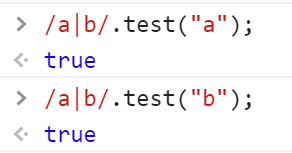 > /a|b/.test("a");
<· true
> /a|b/.test("b");
<· true